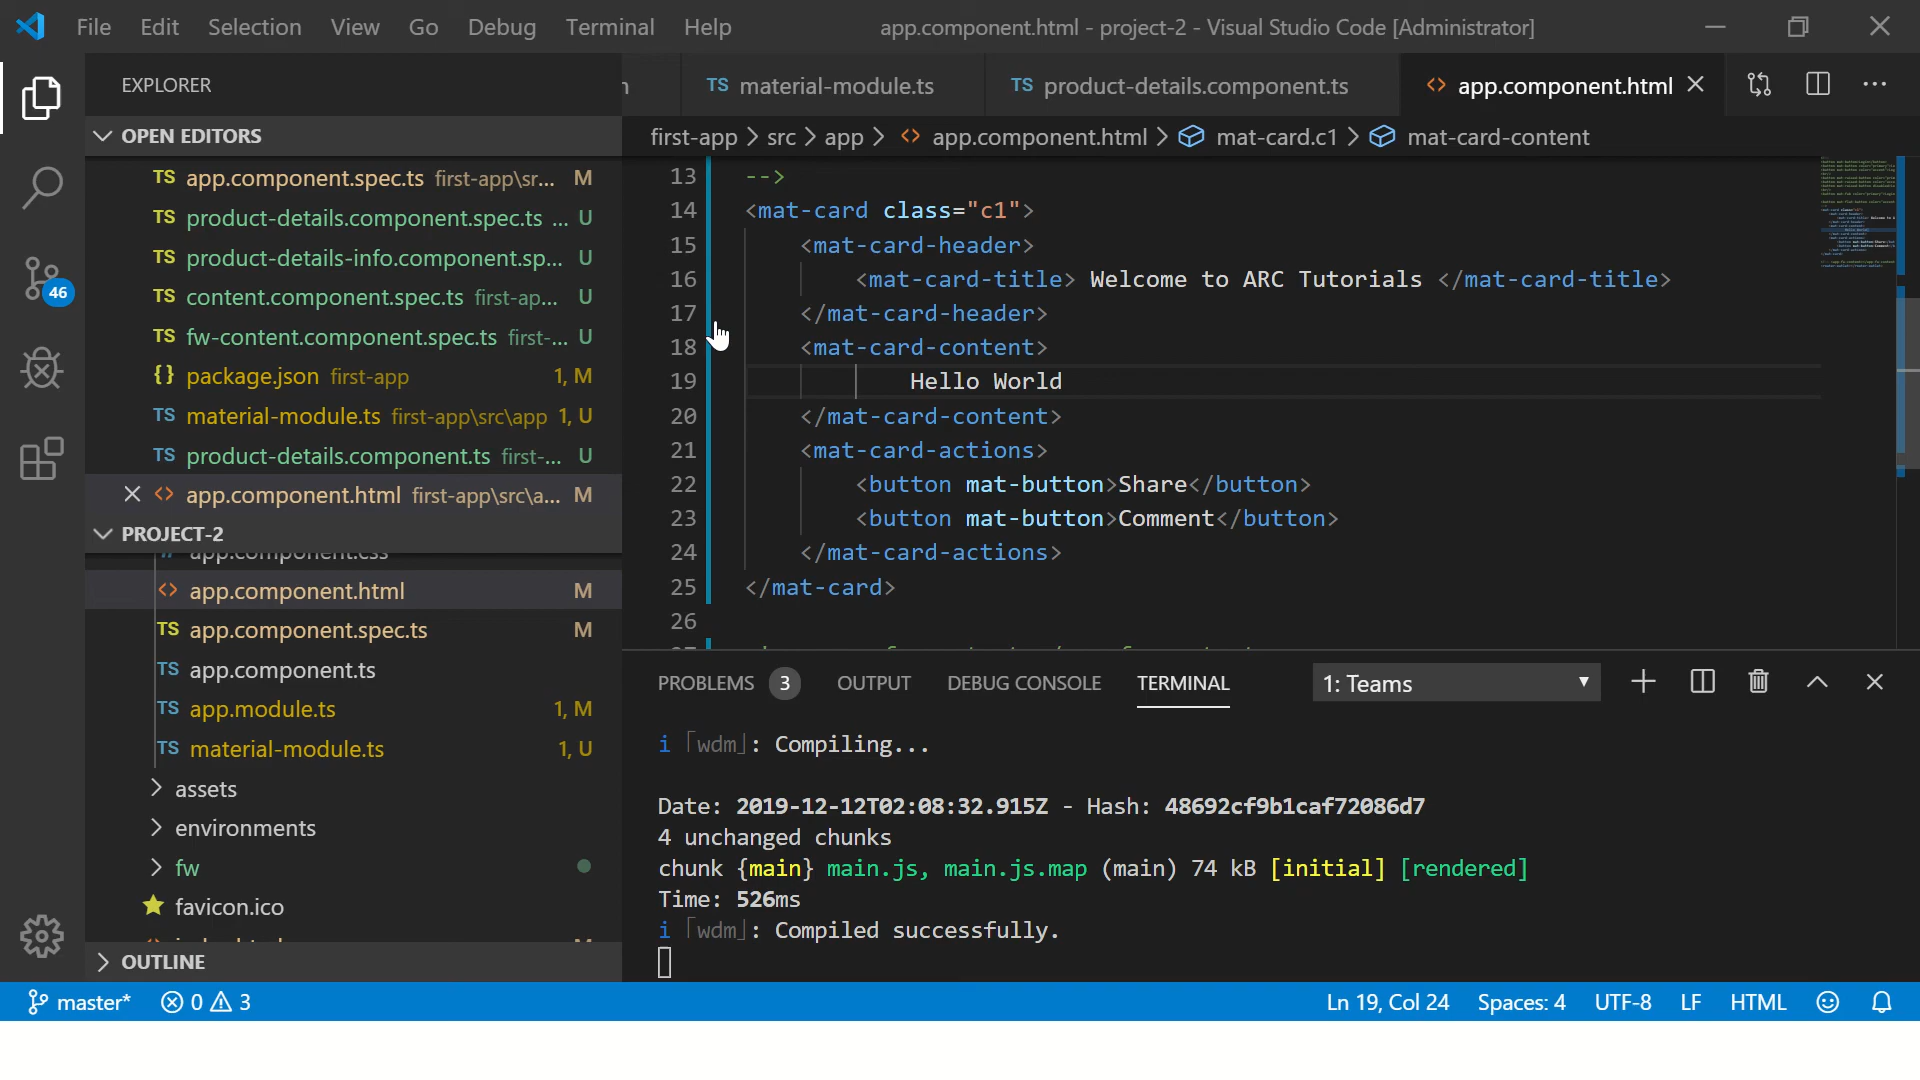 File Edit Selection View Go Debug Terminal Help app.component.html - project-2 - Visual Studio Code [Administrator]
EXPLORER
TS material-module.ts TS product-details.component.ts <> app.component.html
OPEN EDITORS
first-app > src > app > <> app.component.html > mat-card.c1 > mat-card-content
TS app.component.spec.ts first-app\sr... M
TS product-details.component.spec.ts ... U
TS product-details-info.component.sp... U
TS content.component.spec.ts first-ap... U
TS fw-content.component.spec.ts first-... U
{} package.json first-app 1, M
TS material-module.ts first-app\src\app 1, U
TS product-details.component.ts first-... U
<> app.component.html first-app\src\a... M
46
PROJECT-2
app.component.css
<> app.component.html M
TS app.component.spec.ts M
TS app.component.ts
TS app.module.ts 1, M
TS material-module.ts 1, U
> assets
> environments
> fw
favicon.ico
OUTLINE
13 -->
14 <mat-card class="c1">
15 <mat-card-header>
16 <mat-card-title> Welcome to ARC Tutorials </mat-card-title>
17 </mat-card-header>
18 <mat-card-content>
19 Hello World
20 </mat-card-content>
21 <mat-card-actions>
22 <button mat-button>Share</button>
23 <button mat-button>Comment</button>
24 </mat-card-actions>
25 </mat-card>
26
PROBLEMS 3 OUTPUT DEBUG CONSOLE TERMINAL 1: Teams
i ｢wdm｣: Compiling...
Date: 2019-12-12T02:08:32.915Z - Hash: 48692cf9b1caf72086d7
4 unchanged chunks
chunk {main} main.js, main.js.map (main) 74 kB [initial] [rendered]
Time: 526ms
i ｢wdm｣: Compiled successfully.
master* 0 3 Ln 19, Col 24 Spaces: 4 UTF-8 LF HTML